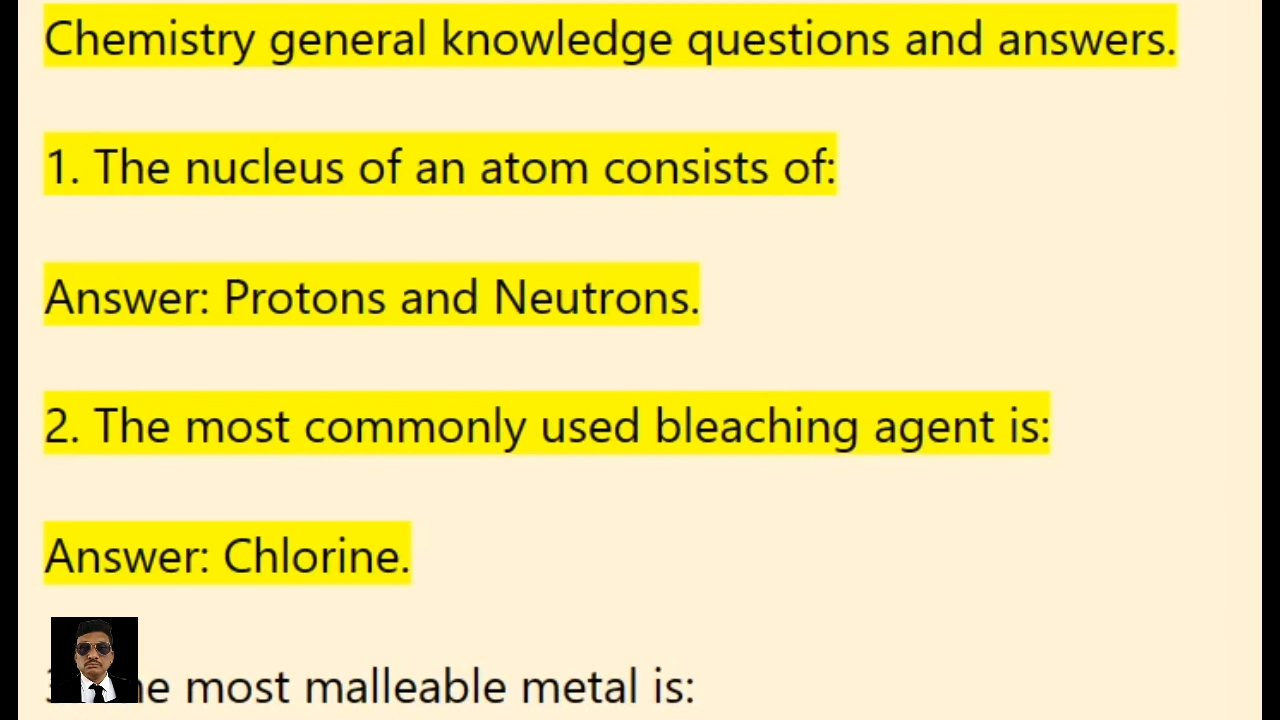 Chemistry general knowledge questions and answers.
1. The nucleus of an atom consists of:
Answer: Protons and Neutrons.
2. The most commonly used bleaching agent is:
Answer: Chlorine.
most malleable metal is: